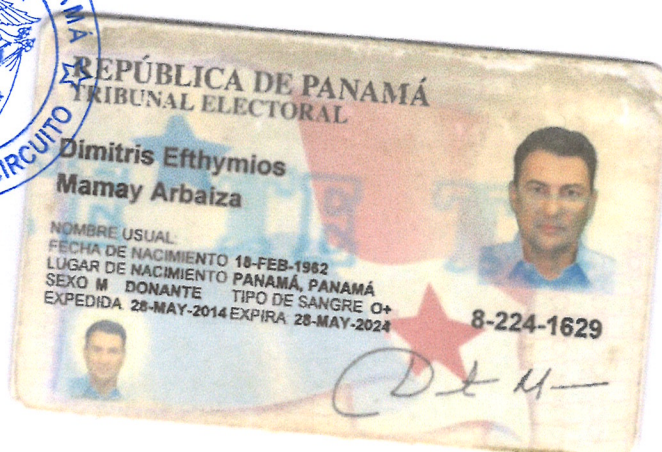 REPÚBLICA DE PANAMÁ
TRIBUNAL ELECTORAL
Dimitris Efthymios
Mamay Arbaiza
NOMBRE USUAL:
FECHA DE NACIMIENTO 18-FEB-1962
LUGAR DE NACIMIENTO PANAMÁ, PANAMÁ
SEXO M DONANTE TIPO DE SANGRE O+
EXPEDIDA: 28-MAY-2014 EXPIRA: 28-MAY-2024
8-224-1629
CIRCUITO